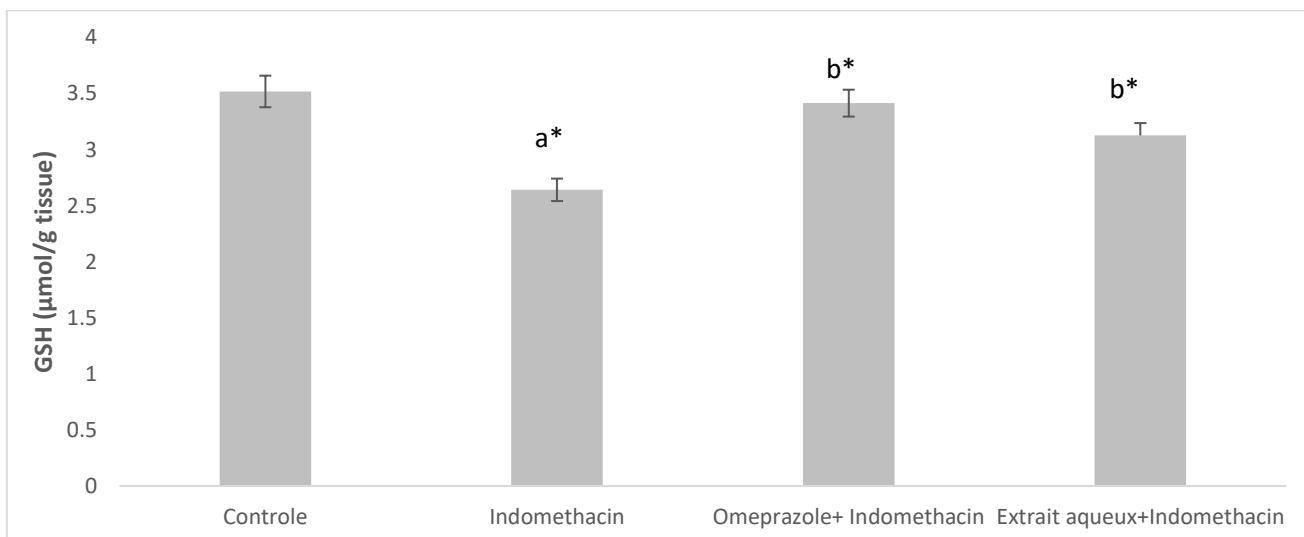 4
3.5
3
2.5
2
1.5
1
0.5
0
GSH (µmol/g tissue)
a*
b*
b*
Controle
Indomethacin
Omeprazole+ Indomethacin
Extrait aqueux+Indomethacin